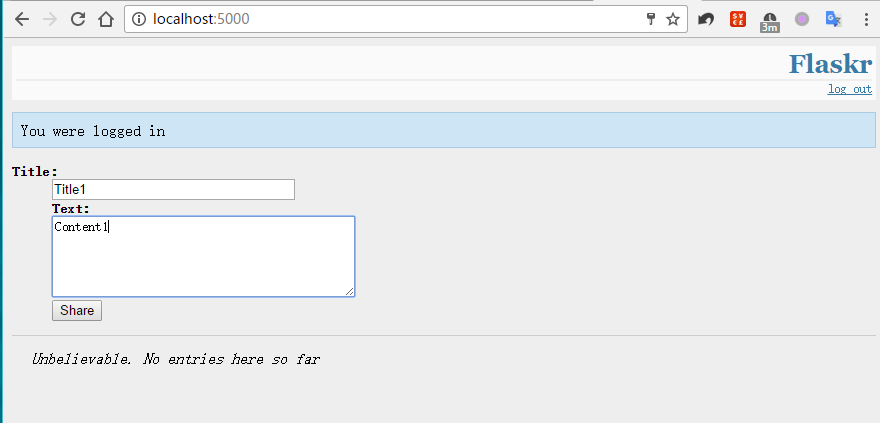 localhost:5000
3m
Flaskr
log out
You were logged in
Title:
Title1
Text:
Content1
Share
Unbelievable. No entries here so far